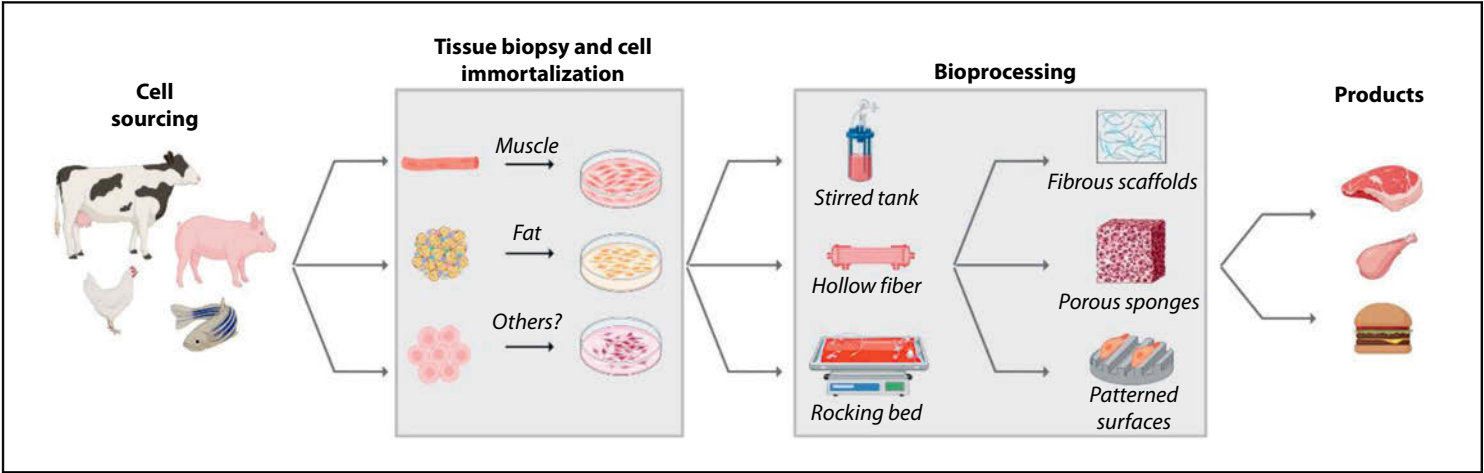 Cell
sourcing
Tissue biopsy and cell
immortalization
Muscle
Fat
Others?
Bioprocessing
Stirred tank
Hollow fiber
Rocking bed
Fibrous scaffolds
Porous sponges
Patterned
surfaces
Products